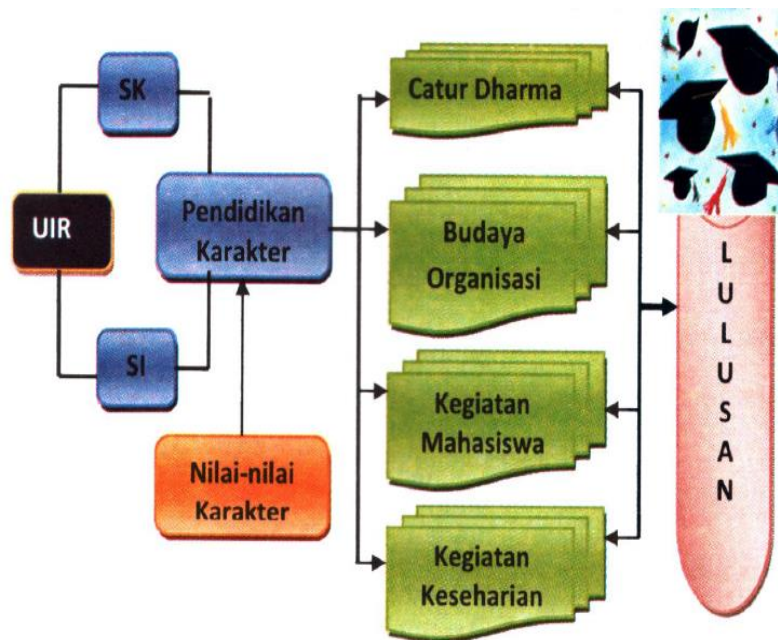 SK
UIR
Pendidikan
Karakter
SI
Nilai-nilai
Karakter
Catur Dharma
Budaya
Organisasi
Kegiatan
Mahasiswa
Kegiatan
Keseharian
L
U
L
U
S
A
N